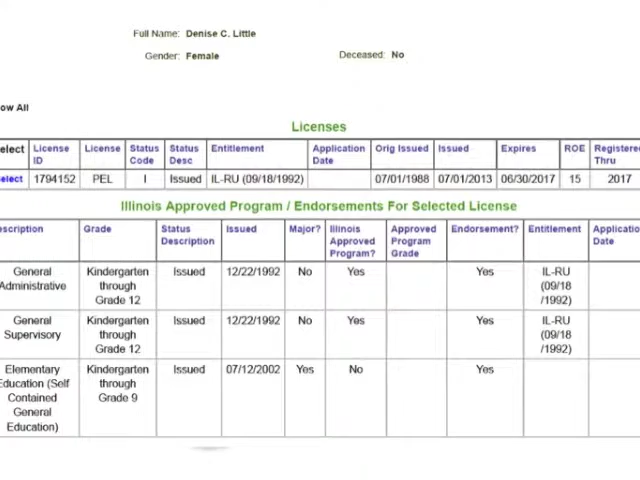 Full Name: Denise C. Little
Gender: Female Deceased: No
ow All
Licenses
elect License ID License Status Code Status Desc Entitlement Application Date Orig Issued Issued Expires ROE Registered Thru
elect 1794152 PEL I Issued IL-RU (09/18/1992) 07/01/1988 07/01/2013 06/30/2017 15 2017
Illinois Approved Program / Endorsements For Selected License
escription Grade Status Description Issued Major? Illinois Approved Program? Approved Program Grade Endorsement? Entitlement Applicatio Date
General Administrative Kindergarten through Grade 12 Issued 12/22/1992 No Yes Yes IL-RU (09/18 /1992)
General Supervisory Kindergarten through Grade 12 Issued 12/22/1992 No Yes Yes IL-RU (09/18 /1992)
Elementary Education (Self Contained General Education) Kindergarten through Grade 9 Issued 07/12/2002 Yes No Yes